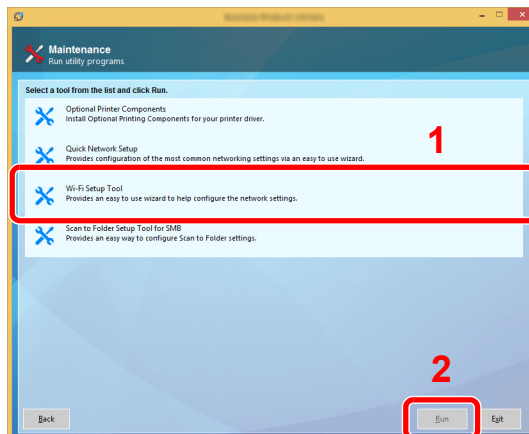 Maintenance
Run utility programs
Select a tool from the list and click Run.
Optional Printer Components
Install Optional Printing Components for your printer driver.
1
Quick Network Setup
Provides configuration of the most common networking settings via an easy to use wizard.
Wi-Fi Setup Tool
Provides an easy to use wizard to help configure the network settings.
Scan to Folder Setup Tool for SMB
Provides an easy way to configure Scan to Folder settings.
2
Back
Run
Exit